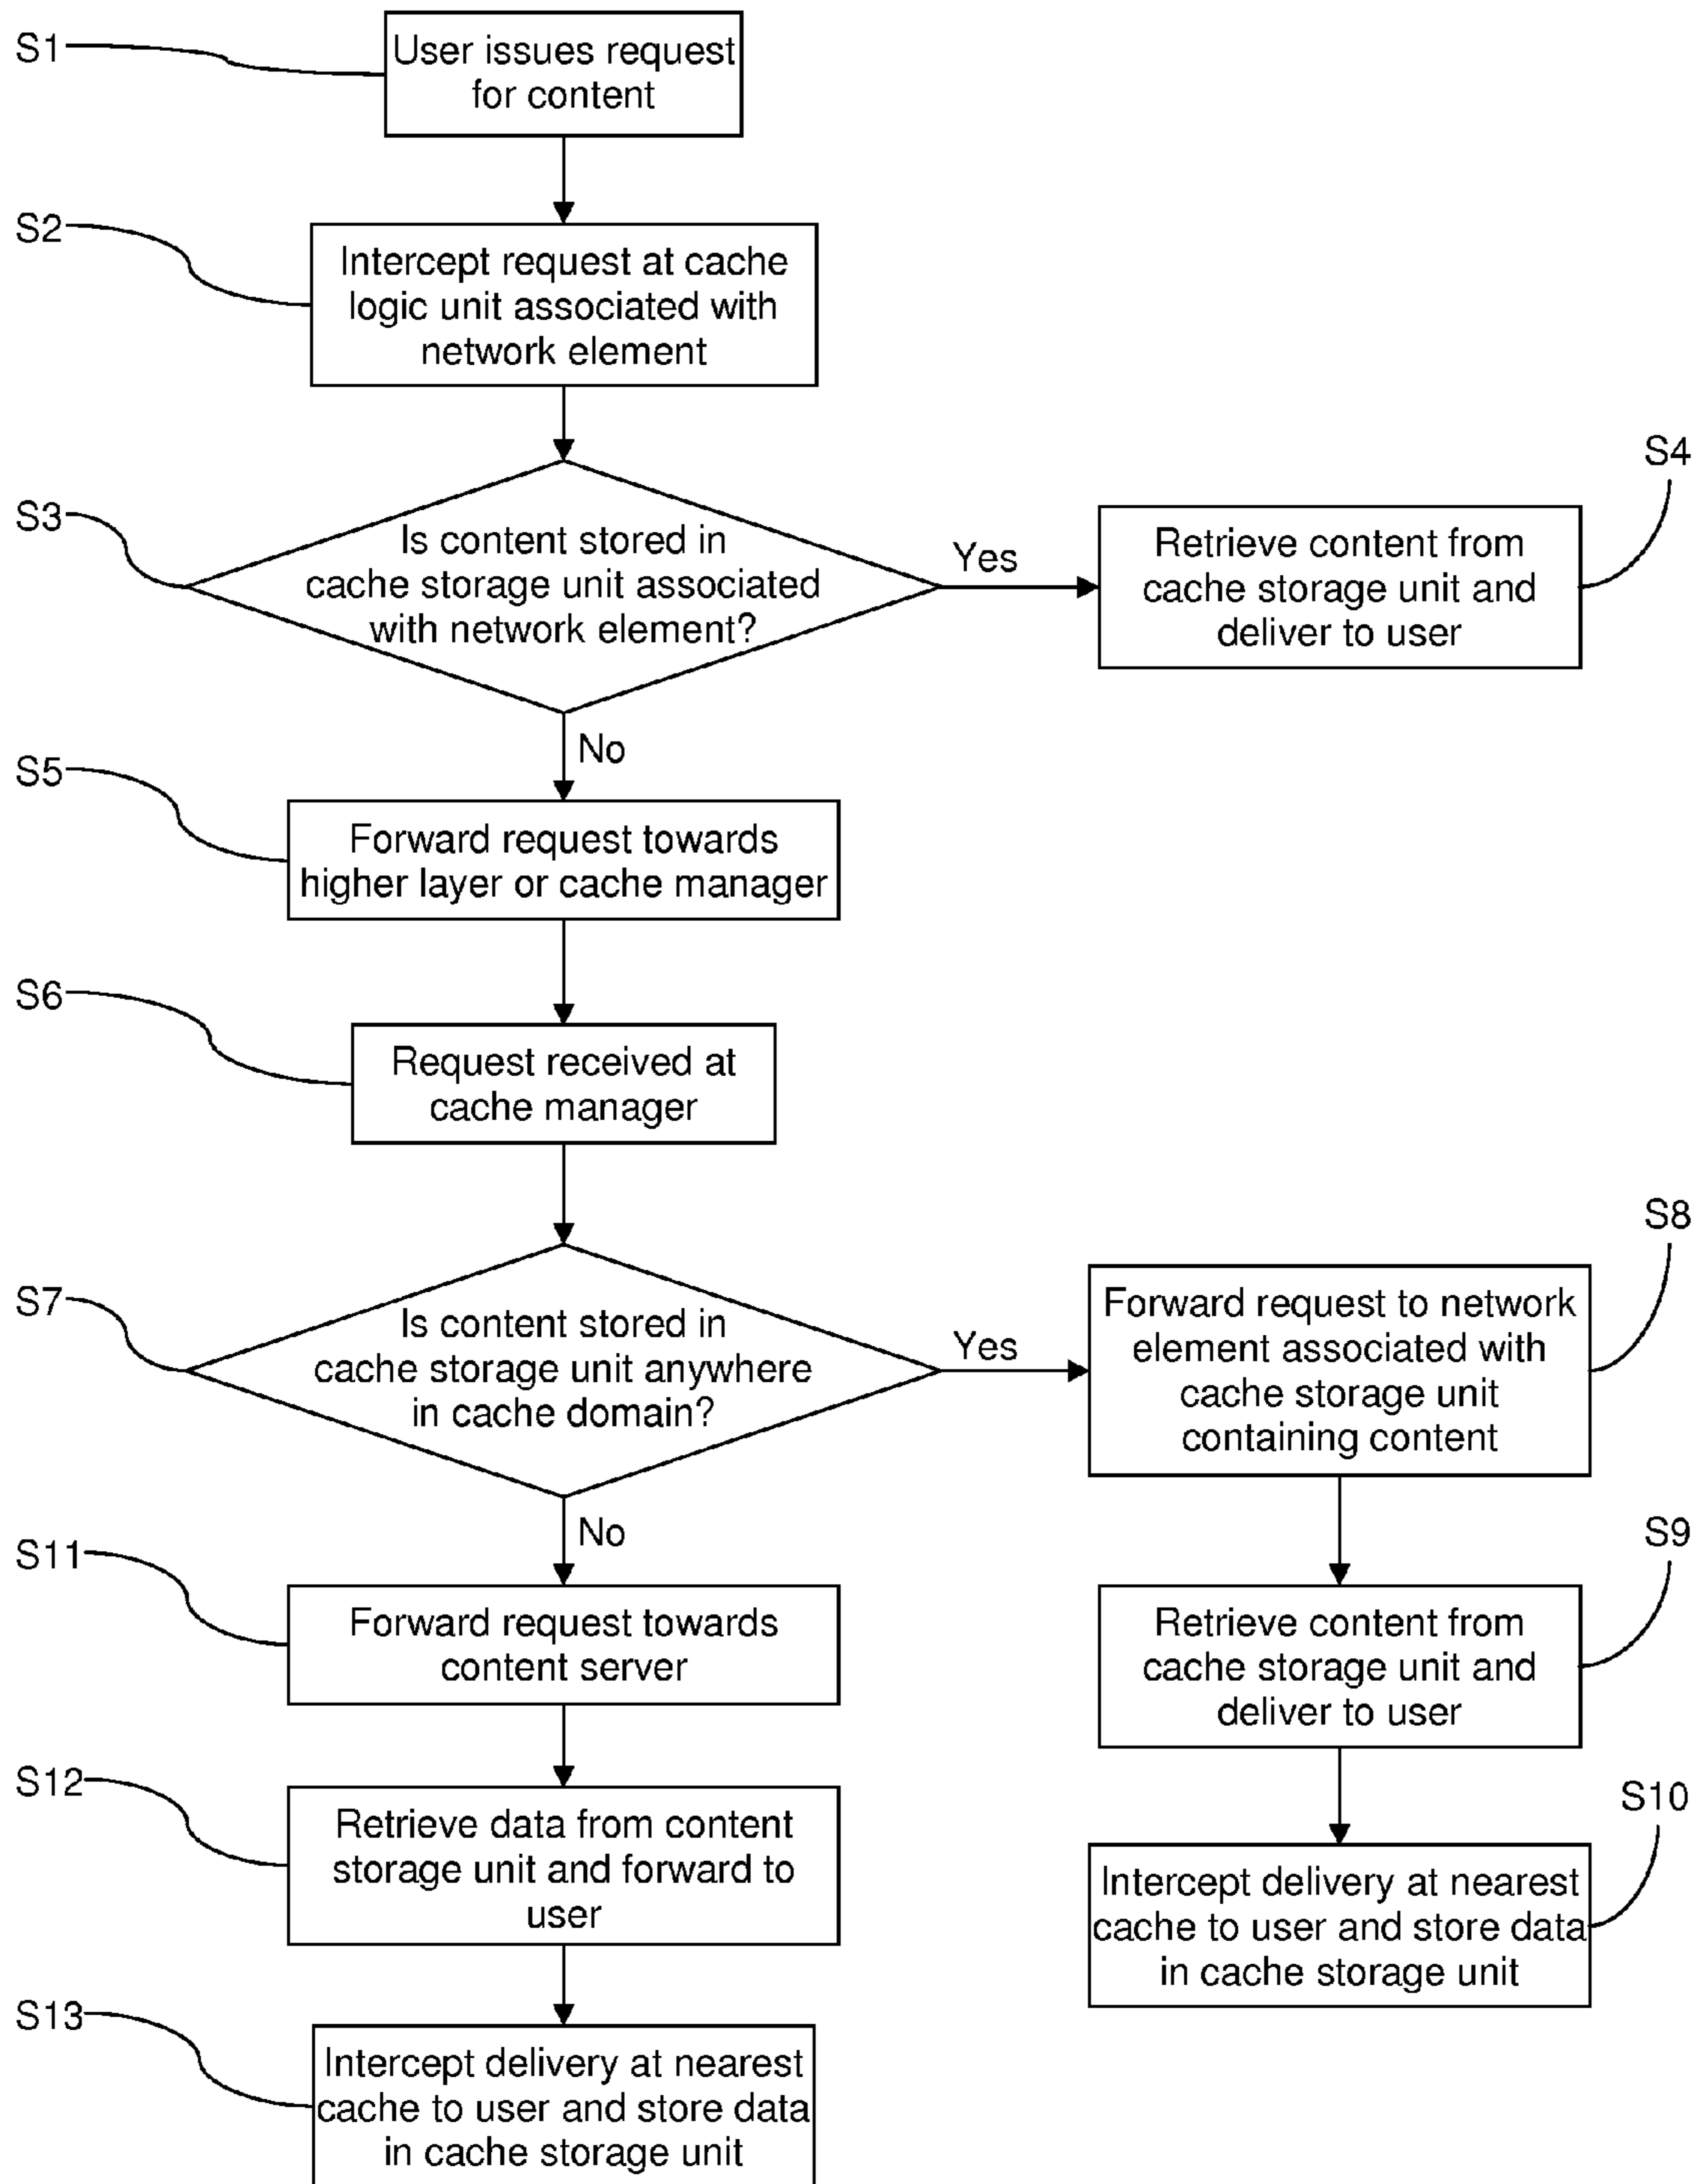 S1
User issues request
for content
S2
Intercept request at cache
logic unit associated with
network element
S3
Is content stored in
cache storage unit associated
with network element?
Yes
S4
Retrieve content from
cache storage unit and
deliver to user
No
S5
Forward request towards
higher layer or cache manager
S6
Request received at
cache manager
S7
Is content stored in
cache storage unit anywhere
in cache domain?
Yes
S8
Forward request to network
element associated with
cache storage unit
containing content
S9
Retrieve content from
cache storage unit and
deliver to user
S10
Intercept delivery at nearest
cache to user and store data
in cache storage unit
No
S11
Forward request towards
content server
S12
Retrieve data from content
storage unit and forward to
user
S13
Intercept delivery at nearest
cache to user and store data
in cache storage unit